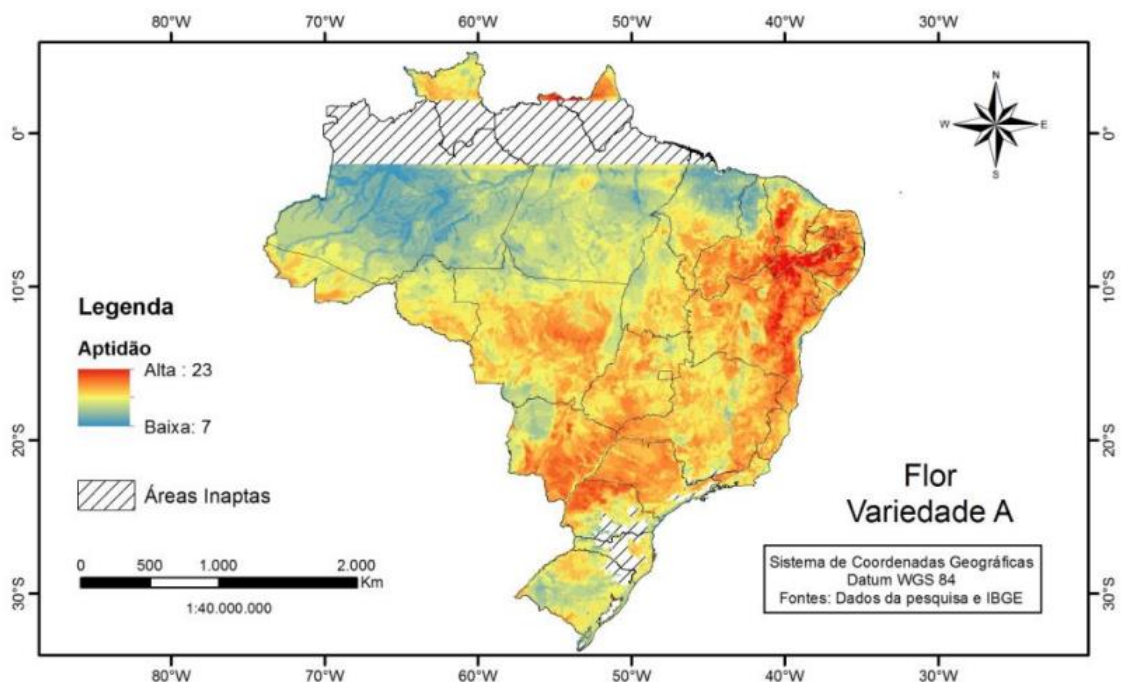 80°W 70°W 60°W 50°W 40°W 30°W
N
W E
S
0° 0°
10°S 10°S
20°S 20°S
30°S 30°S
Legenda
Aptidão
Alta : 23
Baixa: 7
Áreas Inaptas
0 500 1.000 2.000
Km
1:40.000.000
Flor
Variedade A
Sistema de Coordenadas Geográficas
Datum WGS 84
Fontes: Dados da pesquisa e IBGE
80°W 70°W 60°W 50°W 40°W 30°W